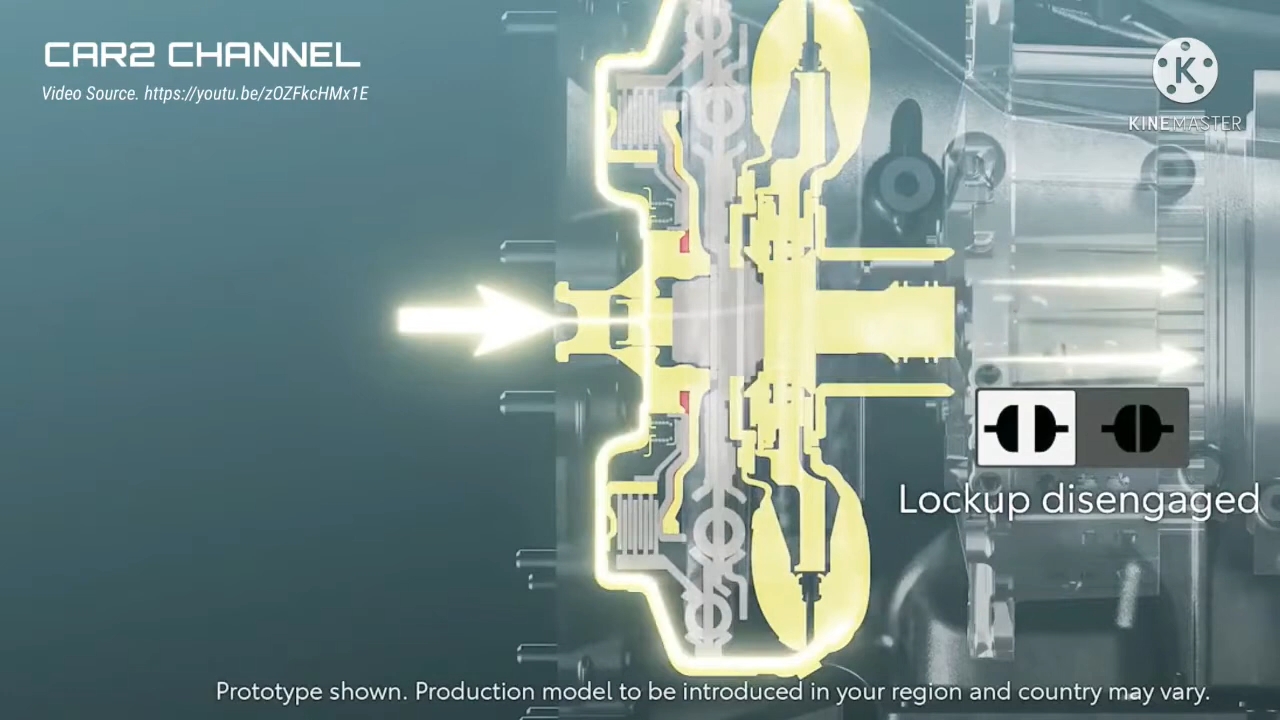 CAR2 CHANNEL
Video Source. https://youtu.be/zOZFkcHMx1E
K
KINEMASTER
Lockup disengaged
Prototype shown. Production model to be introduced in your region and country may vary.